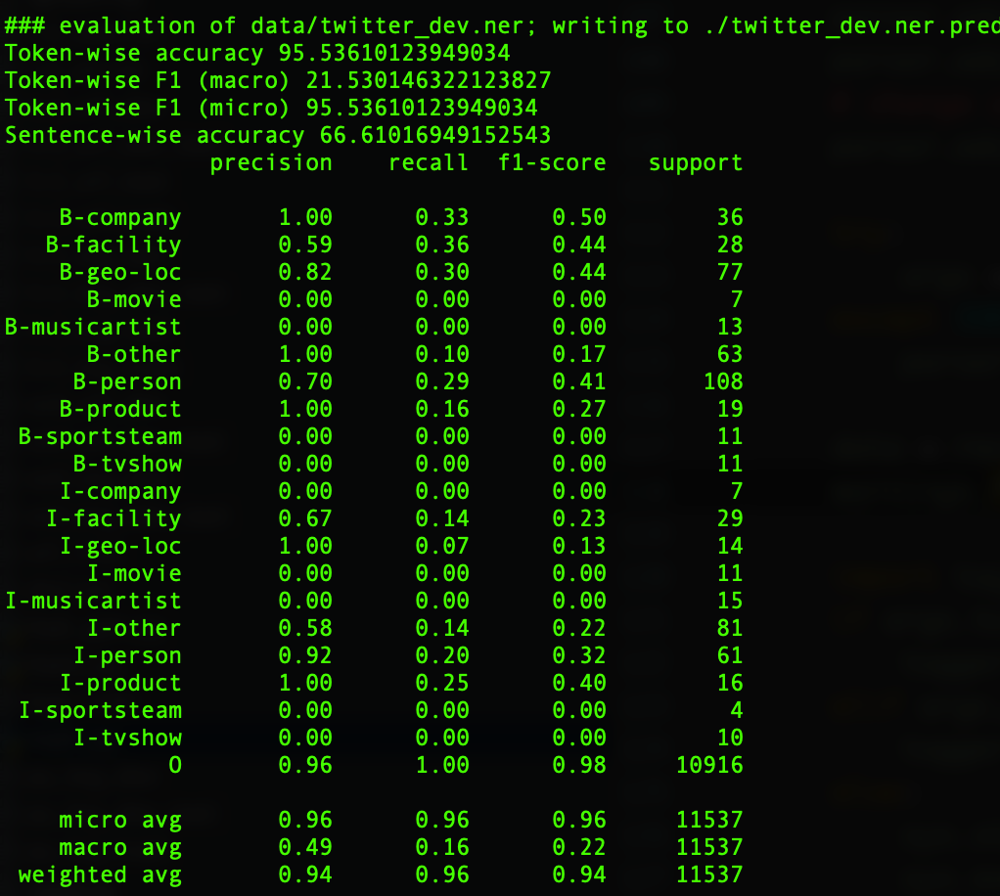 ### evaluation of data/twitter_dev.ner; writing to ./twitter_dev.ner.pred
Token-wise accuracy 95.53610123949034
Token-wise F1 (macro) 21.530146322123827
Token-wise F1 (micro) 95.53610123949034
Sentence-wise accuracy 66.61016949152543
precision recall f1-score support
B-company 1.00 0.33 0.50 36
B-facility 0.59 0.36 0.44 28
B-geo-loc 0.82 0.30 0.44 77
B-movie 0.00 0.00 0.00 7
B-musicartist 0.00 0.00 0.00 13
B-other 1.00 0.10 0.17 63
B-person 0.70 0.29 0.41 108
B-product 1.00 0.16 0.27 19
B-sportsteam 0.00 0.00 0.00 11
B-tvshow 0.00 0.00 0.00 11
I-company 0.00 0.00 0.00 7
I-facility 0.67 0.14 0.23 29
I-geo-loc 1.00 0.07 0.13 14
I-movie 0.00 0.00 0.00 11
I-musicartist 0.00 0.00 0.00 15
I-other 0.58 0.14 0.22 81
I-person 0.92 0.20 0.32 61
I-product 1.00 0.25 0.40 16
I-sportsteam 0.00 0.00 0.00 4
I-tvshow 0.00 0.00 0.00 10
O 0.96 1.00 0.98 10916
micro avg 0.96 0.96 0.96 11537
macro avg 0.49 0.16 0.22 11537
weighted avg 0.94 0.96 0.94 11537